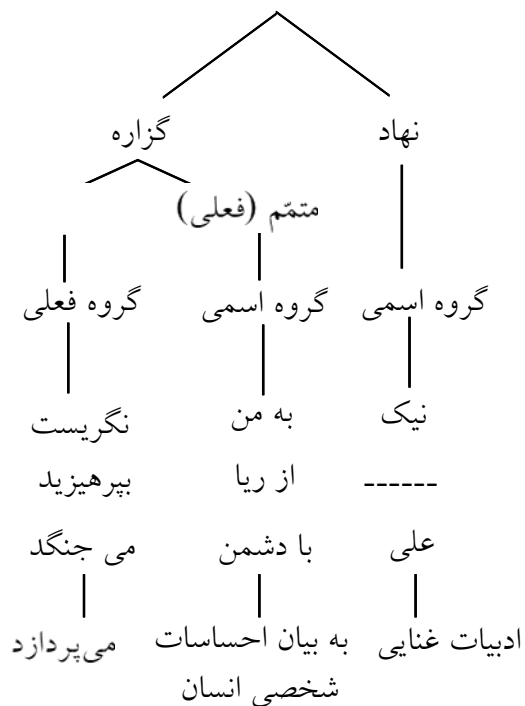 نهاد گزاره
متمّم (فعلی)
گروه اسمی گروه اسمی گروه فعلی
نیک به من نگریست
------ از ریا بپرهیزید
علی با دشمن می جنگد
ادبیات غنایی به بیان احساسات می‌پردازد
شخصی انسان